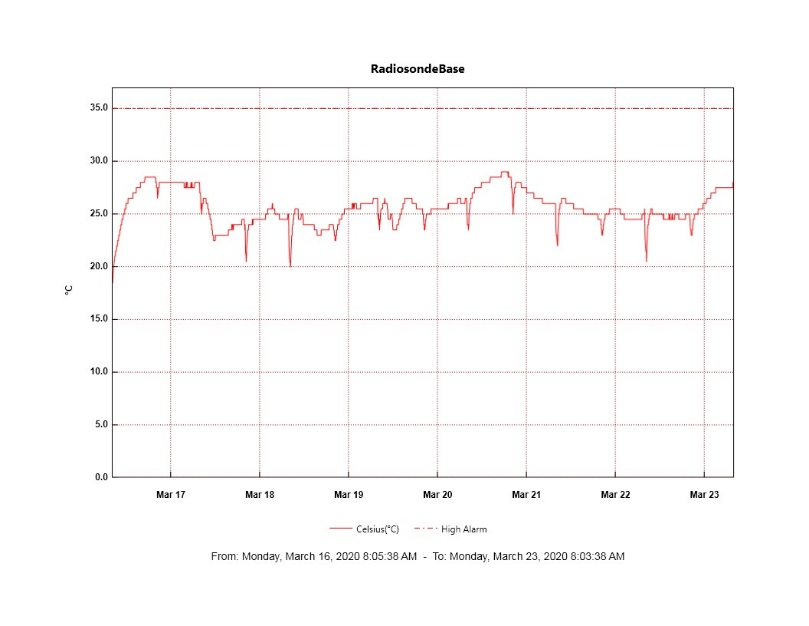 RadiosondeBase
35.0
30.0
25.0
20.0
15.0
10.0
5.0
0.0
°C
Mar 17 Mar 18 Mar 19 Mar 20 Mar 21 Mar 22 Mar 23
Celsius(°C) High Alarm
From: Monday, March 16, 2020 8:05:38 AM - To: Monday, March 23, 2020 8:03:38 AM